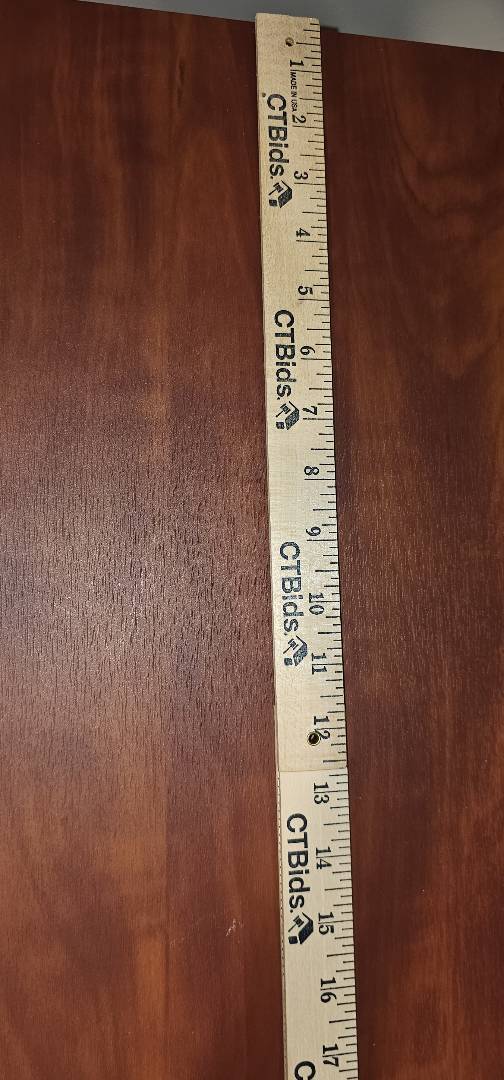 1
MADE IN USA
2
CTBids.
3
4
5
CTBids.
6
7
8
9
CTBids.
10
11
12
13
CTBids.
14
15
16
17
C